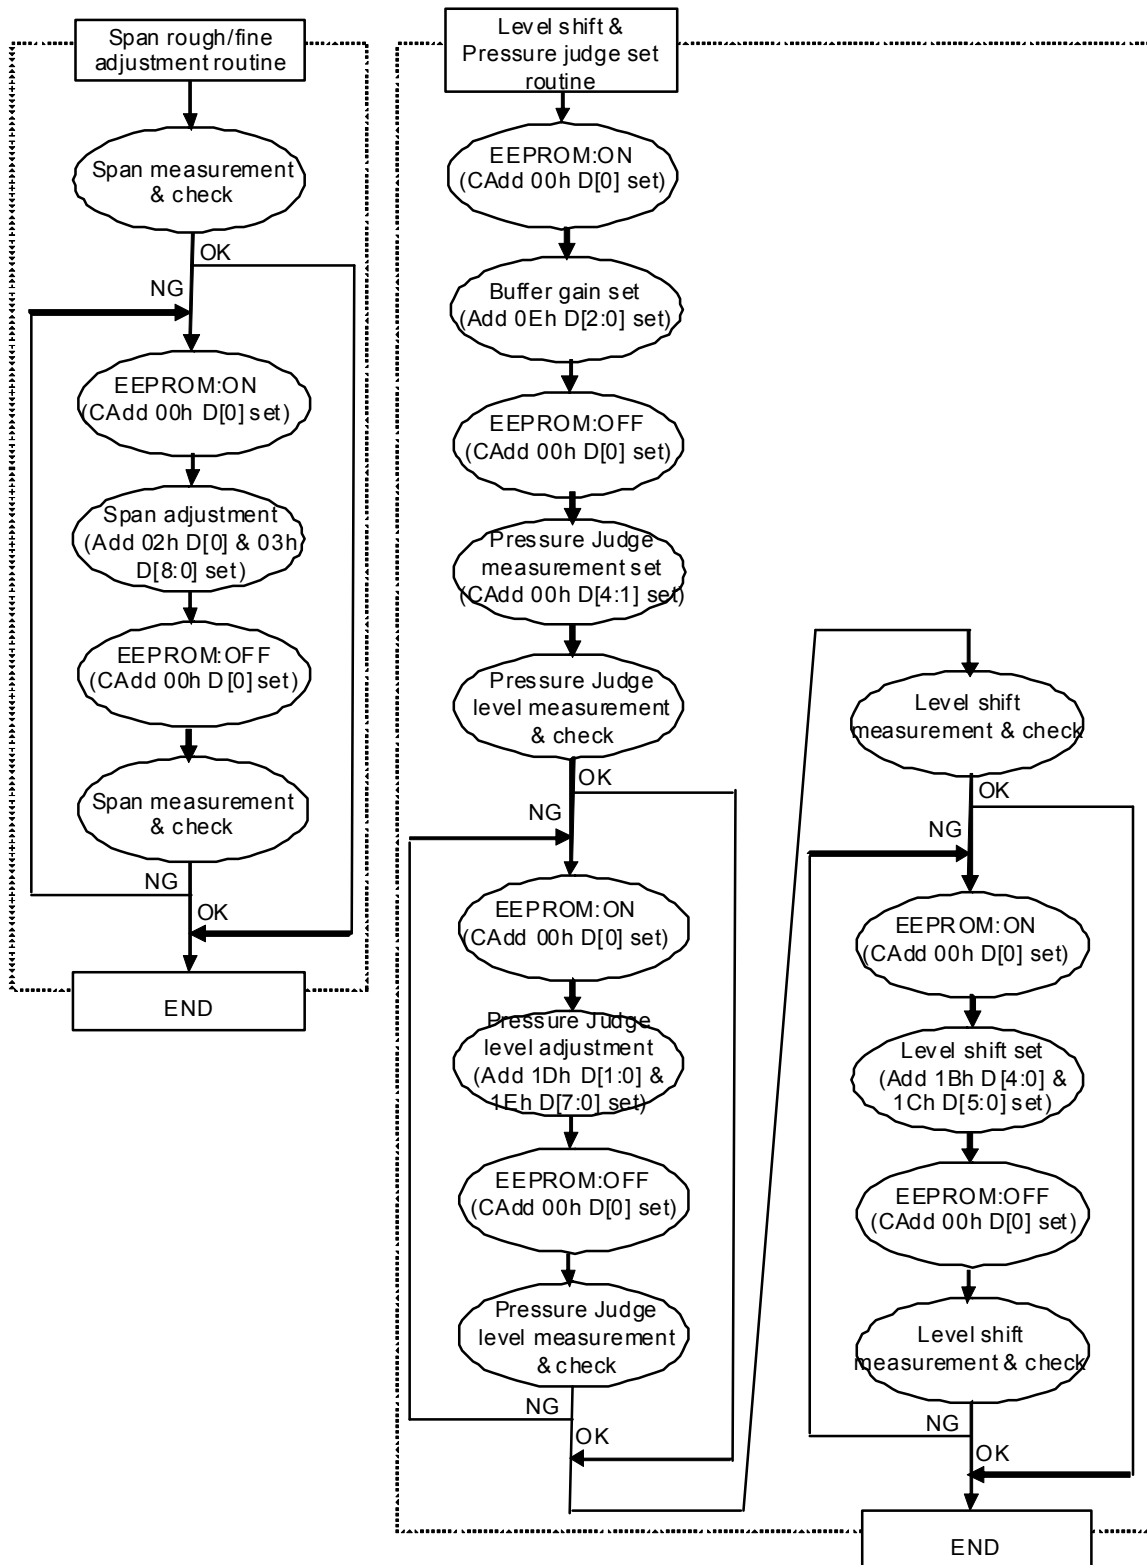 Span rough/fine
adjustment routine
Span measurement
& check
OK
NG
EEPROM:ON
(CAdd 00h D[0] set)
Span adjustment
(Add 02h D[0] & 03h
D[8:0] set)
EEPROM:OFF
(CAdd 00h D[0] set)
Span measurement
& check
NG
OK
END
Level shift &
Pressure judge set
routine
EEPROM:ON
(CAdd 00h D[0] set)
Buffer gain set
(Add 0Eh D[2:0] set)
EEPROM:OFF
(CAdd 00h D[0] set)
Pressure Judge
measurement set
(CAdd 00h D[4:1] set)
Pressure Judge
level measurement
& check
OK
NG
EEPROM:ON
(CAdd 00h D[0] set)
Pressure Judge
level adjustment
(Add 1Dh D[1:0] &
1Eh D[7:0] set)
EEPROM:OFF
(CAdd 00h D[0] set)
Pressure Judge
level measurement
& check
NG
OK
Level shift
measurement & check
OK
NG
EEPROM:ON
(CAdd 00h D[0] set)
Level shift set
(Add 1Bh D[4:0] &
1Ch D[5:0] set)
EEPROM:OFF
(CAdd 00h D[0] set)
Level shift
measurement & check
NG
OK
END